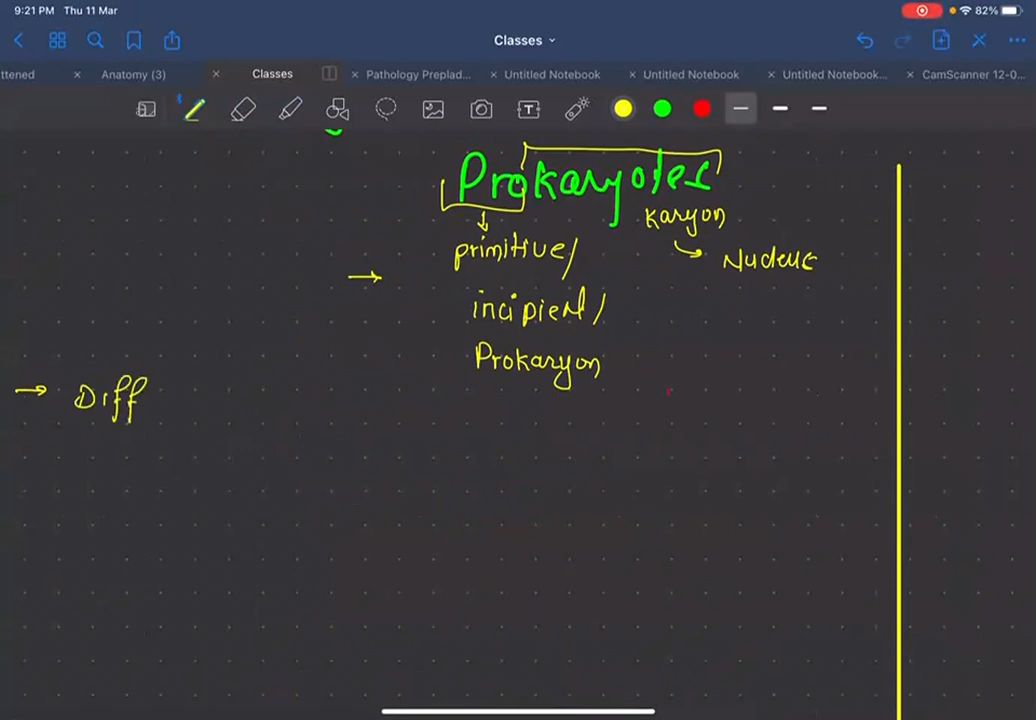 9:21 PM Thu 11 Mar
82%
Classes
ttened
Anatomy (3)
Classes
Pathology Preplad...
Untitled Notebook
Untitled Notebook
Untitled Notebook...
CamScanner 12-0...
T
Prokaryotes
karyon
primitive/
→ Nucleus
→
incipient/
Prokaryon
→ Diff